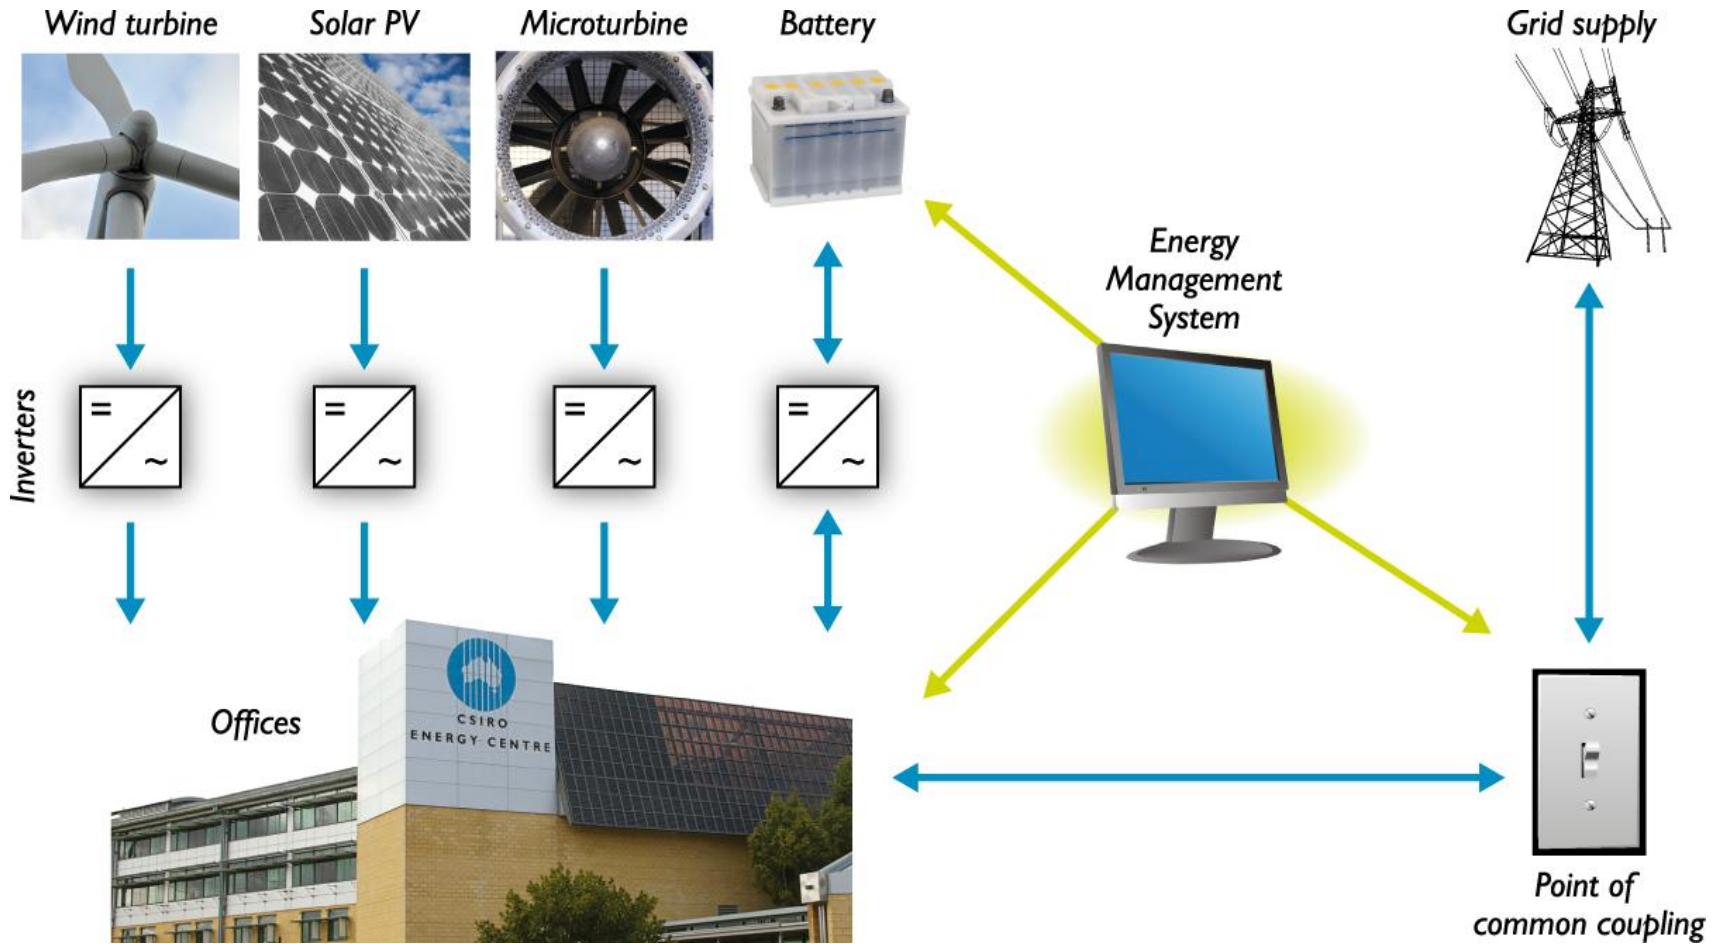 Wind turbine
Solar PV
Microturbine
Battery
Grid supply
Energy
Management
System
Inverters
=
~
=
~
=
~
=
~
Offices
CSIRO
ENERGY CENTRE
Point of
common coupling